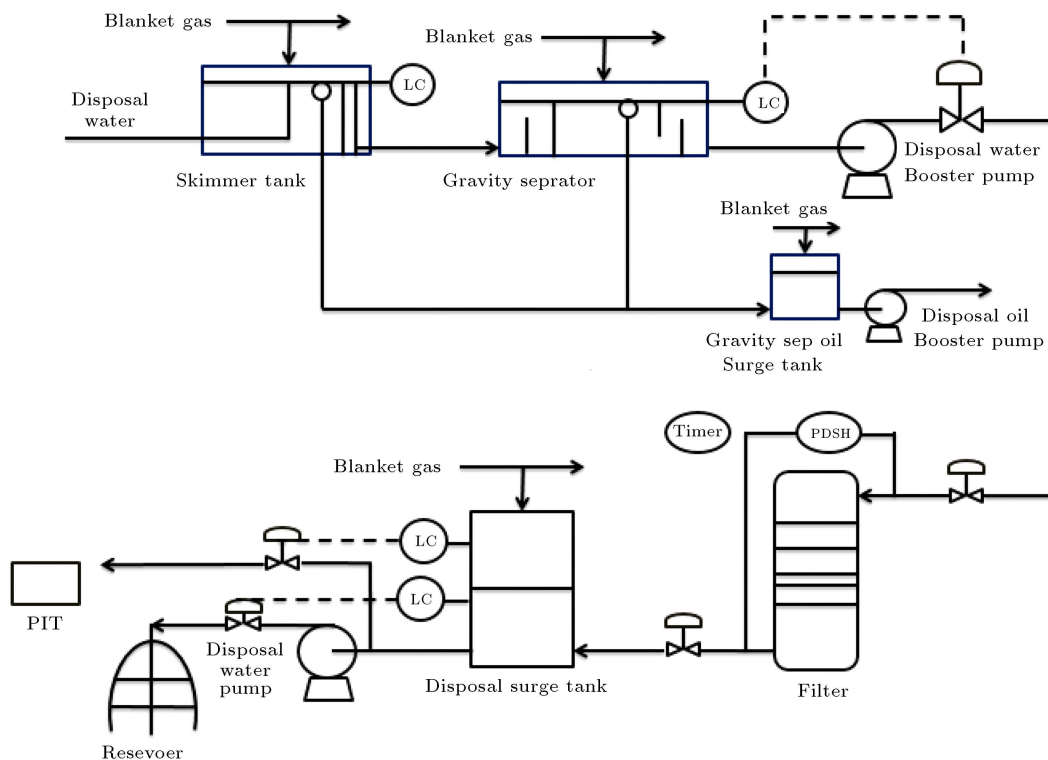 Blanket gas
Blanket gas
Disposal
water
LC
LC
Skimmer tank
Gravity seprator
Disposal water
Booster pump
Blanket gas
Gravity sep oil
Surge tank
Disposal oil
Booster pump
Timer
PDSH
Blanket gas
LC
LC
PIT
Disposal
water
pump
Disposal surge tank
Filter
Resevoer